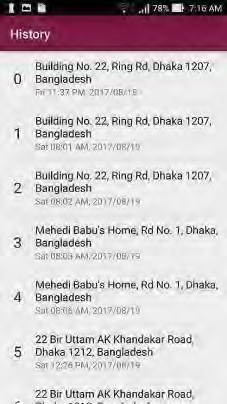 78% 7:16 AM
History
0
Building No. 22, Ring Rd, Dhaka 1207,
Bangladesh
Fri 11:37 PM, 2017/08/18
1
Building No. 22, Ring Rd, Dhaka 1207,
Bangladesh
Sat 08:01 AM, 2017/08/19
2
Building No. 22, Ring Rd, Dhaka 1207,
Bangladesh
Sat 08:02 AM, 2017/08/19
3
Mehedi Babu's Home, Rd No. 1, Dhaka,
Bangladesh
Sat 08:03 AM, 2017/08/19
4
Mehedi Babu's Home, Rd No. 1, Dhaka,
Bangladesh
Sat 08:06 AM, 2017/08/19
5
22 Bir Uttam AK Khandakar Road,
Dhaka 1212, Bangladesh
Sat 12:26 PM, 2017/08/19
22 Bir Uttam AK Khandakar Road,